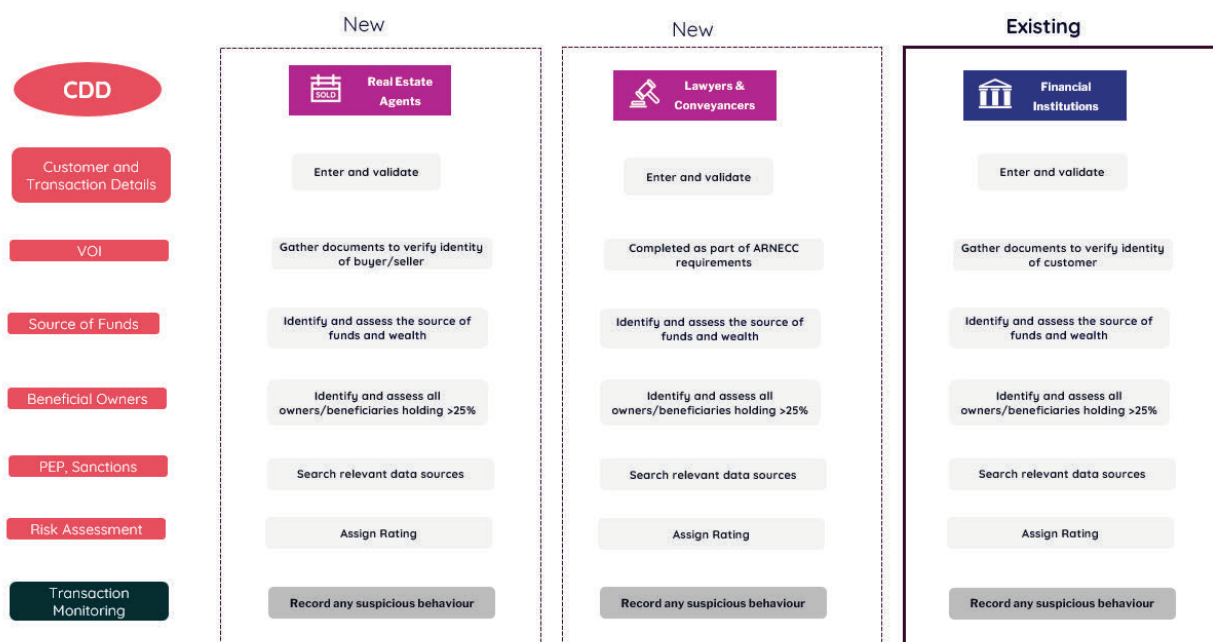 New
New
Existing
CDD
SOLD
Real Estate
Agents
Lawyers &
Conveyancers
Financial
Institutions
Customer and
Transaction Details
Enter and validate
Enter and validate
Enter and validate
VOI
Gather documents to verify identity
of buyer/seller
Completed as part of ARNECC
requirements
Gather documents to verify identity
of customer
Source of Funds
Identify and assess the source of
funds and wealth
Identify and assess the source of
funds and wealth
Identify and assess the source of
funds and wealth
Beneficial Owners
Identify and assess all
owners/beneficiaries holding >25%
Identify and assess all
owners/beneficiaries holding >25%
Identify and assess all
owners/beneficiaries holding >25%
PEP, Sanctions
Search relevant data sources
Search relevant data sources
Search relevant data sources
Risk Assessment
Assign Rating
Assign Rating
Assign Rating
Transaction
Monitoring
Record any suspicious behaviour
Record any suspicious behaviour
Record any suspicious behaviour